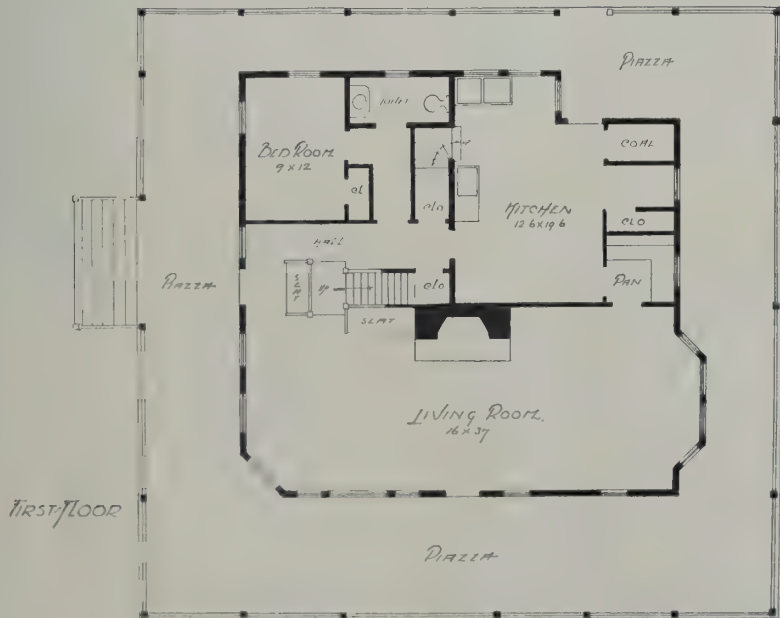 PIAZZA
TOILET
BED ROOM
9 x 12
COAL
CL
CLO
KITCHEN
12 6 x 19 6
CLO
HALL
PIAZZA
SEAT
UP
CLO
PAN
SEAT
LIVING ROOM.
16 x 37
FIRST-FLOOR
PIAZZA